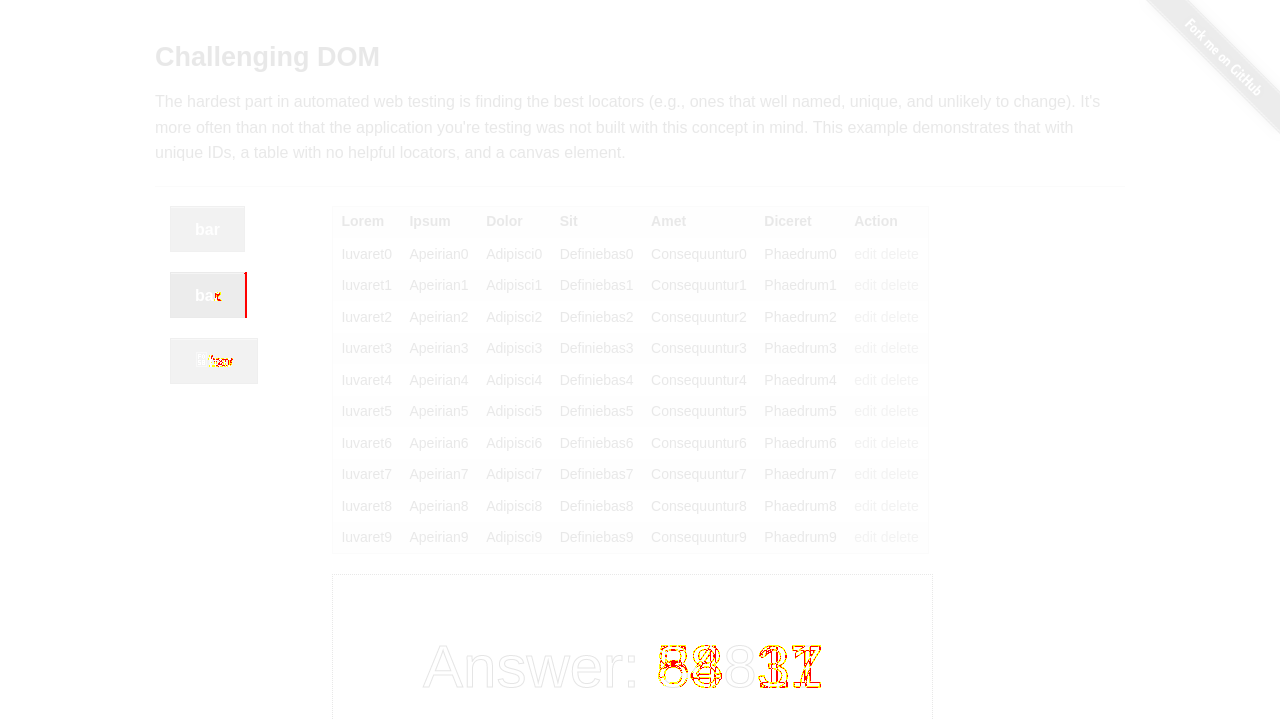 Fork me on GitHub
Challenging DOM
The hardest part in automated web testing is finding the best locators (e.g., ones that well named, unique, and unlikely to change). It's
more often than not that the application you're testing was not built with this concept in mind. This example demonstrates that with
unique IDs, a table with no helpful locators, and a canvas element.
bar
Lorem Ipsum Dolor Sit Amet Diceret Action
Iuvaret0 Apeirian0 Adipisci0 Definiebas0 Consequuntur0 Phaedrum0 edit delete
Iuvaret1 Apeirian1 Adipisci1 Definiebas1 Consequuntur1 Phaedrum1 edit delete
Iuvaret2 Apeirian2 Adipisci2 Definiebas2 Consequuntur2 Phaedrum2 edit delete
Iuvaret3 Apeirian3 Adipisci3 Definiebas3 Consequuntur3 Phaedrum3 edit delete
Iuvaret4 Apeirian4 Adipisci4 Definiebas4 Consequuntur4 Phaedrum4 edit delete
Iuvaret5 Apeirian5 Adipisci5 Definiebas5 Consequuntur5 Phaedrum5 edit delete
Iuvaret6 Apeirian6 Adipisci6 Definiebas6 Consequuntur6 Phaedrum6 edit delete
Iuvaret7 Apeirian7 Adipisci7 Definiebas7 Consequuntur7 Phaedrum7 edit delete
Iuvaret8 Apeirian8 Adipisci8 Definiebas8 Consequuntur8 Phaedrum8 edit delete
Iuvaret9 Apeirian9 Adipisci9 Definiebas9 Consequuntur9 Phaedrum9 edit delete
Answer: